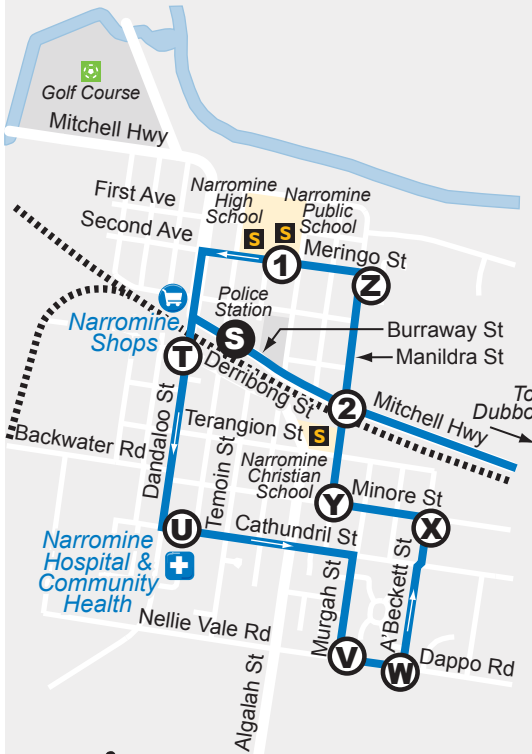 Golf Course
Mitchell Hwy
First Ave
Second Ave
Narromine
High
School
S
Narromine
Public
School
S
Meringo St
1
Z
Police
Station
S
Burraway St
Manildra St
Narromine
Shops
T
Derribong St
2
Mitchell Hwy
To
Dubbo
Terangion St
S
Backwater Rd
Dandaloo St
Temoin St
Narromine
Christian
School
Y
Minore St
X
U
Cathundril St
Narromine
Hospital &
Community
Health
Murgah St
A'Beckett St
Nellie Vale Rd
V
W
Dappo Rd
Algalah St